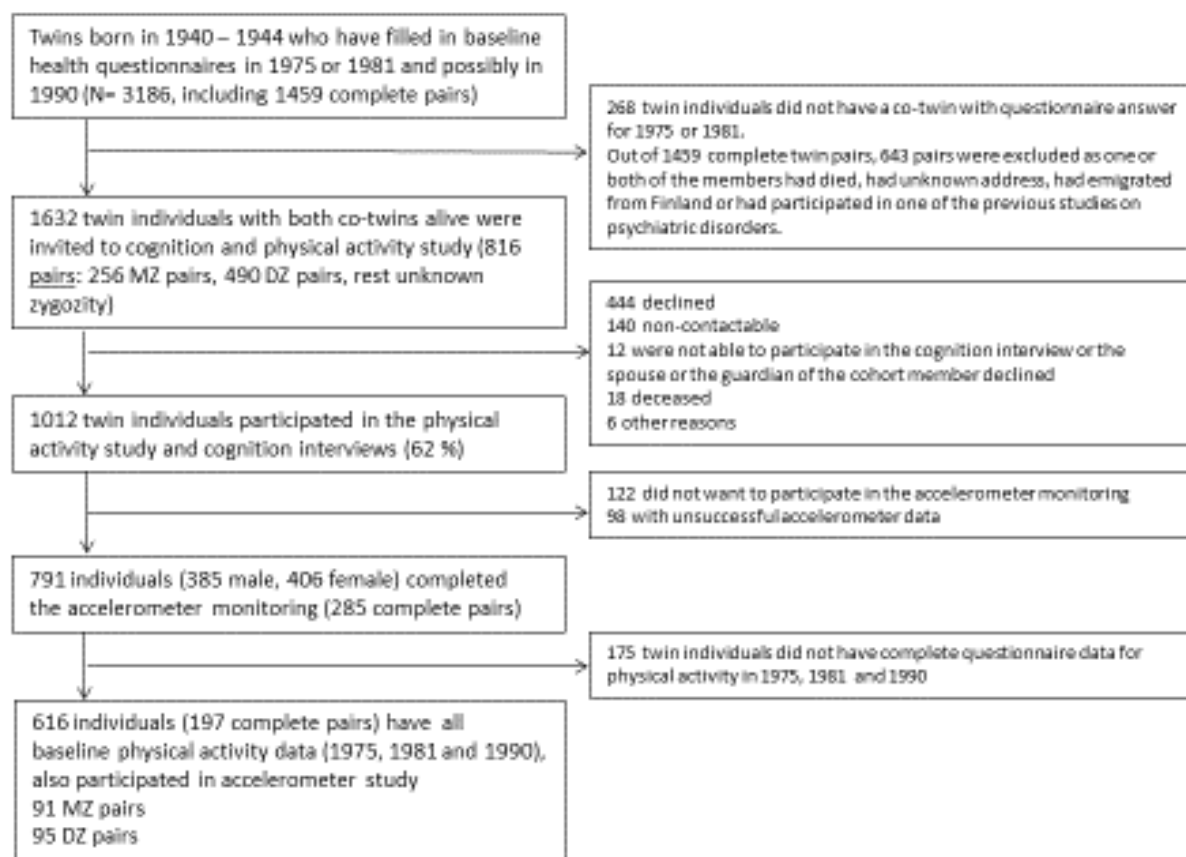 Twins born in 1940 – 1944 who have filled in baseline
health questionnaires in 1975 or 1981 and possibly in
1990 (N= 3186, including 1459 complete pairs)
268 twin individuals did not have a co-twin with questionnaire answer
for 1975 or 1981.
Out of 1459 complete twin pairs, 643 pairs were excluded as one or
both of the members had died, had unknown address, had emigrated
from Finland or had participated in one of the previous studies on
psychiatric disorders.
1632 twin individuals with both co-twins alive were
invited to cognition and physical activity study (816
pairs: 256 MZ pairs, 490 DZ pairs, rest unknown
zygozity)
444 declined
140 non-contactable
12 were not able to participate in the cognition interview or the
spouse or the guardian of the cohort member declined
18 deceased
6 other reasons
1012 twin individuals participated in the physical
activity study and cognition interviews (62 %)
122 did not want to participate in the accelerometer monitoring
98 with unsuccessful accelerometer data
791 individuals (385 male, 406 female) completed
the accelerometer monitoring (285 complete pairs)
175 twin individuals did not have complete questionnaire data for
physical activity in 1975, 1981 and 1990
616 individuals (197 complete pairs) have all
baseline physical activity data (1975, 1981 and 1990),
also participated in accelerometer study
91 MZ pairs
95 DZ pairs